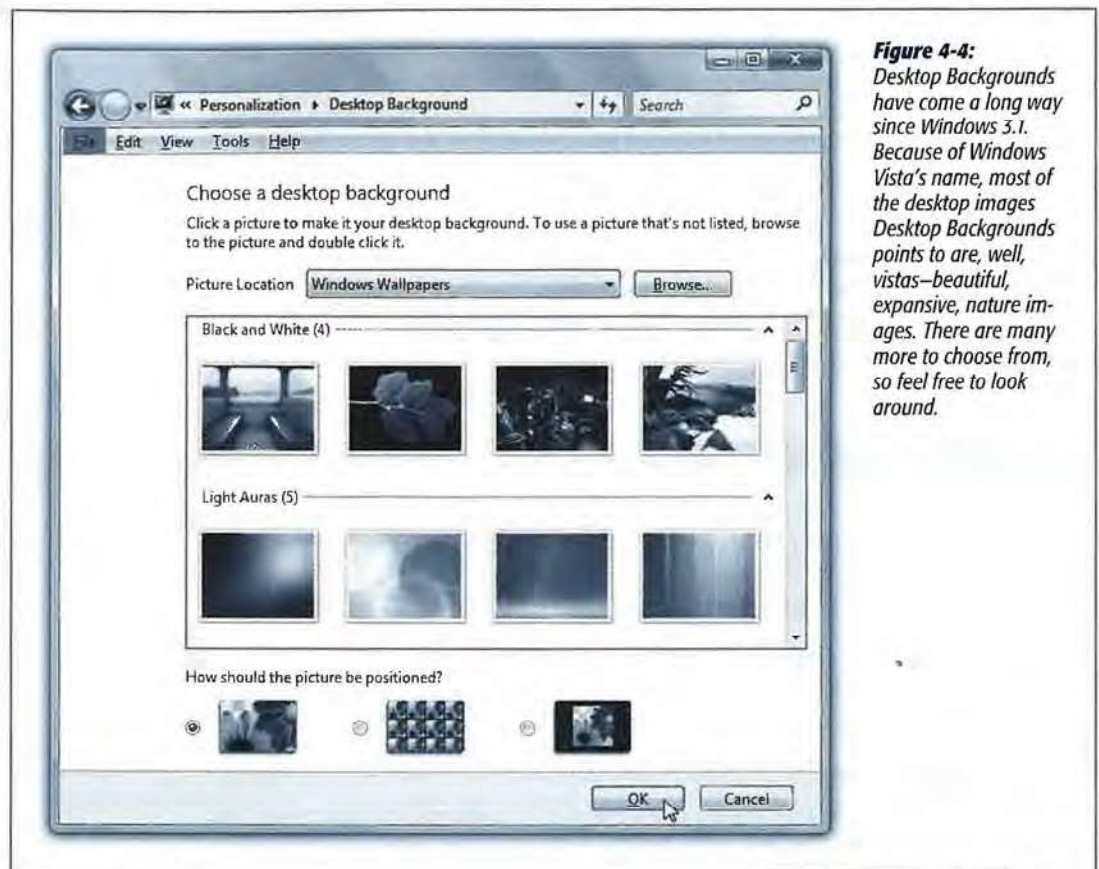 « Personalization ▸ Desktop Background
Search
File Edit View Tools Help
Choose a desktop background
Click a picture to make it your desktop background. To use a picture that's not listed, browse
to the picture and double click it.
Picture Location Windows Wallpapers Browse...
Black and White (4)
Light Auras (5)
How should the picture be positioned?
OK Cancel
Figure 4-4:
Desktop Backgrounds
have come a long way
since Windows 3.1.
Because of Windows
Vista's name, most of
the desktop images
Desktop Backgrounds
points to are, well,
vistas—beautiful,
expansive, nature im-
ages. There are many
more to choose from,
so feel free to look
around.